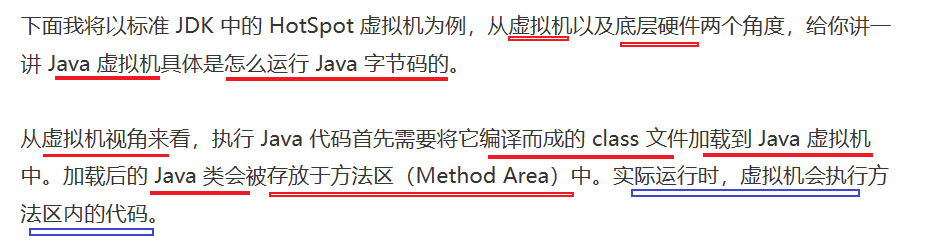 下面我将以标准 JDK 中的 HotSpot 虚拟机为例，从虚拟机以及底层硬件两个角度，给你讲一
讲 Java 虚拟机具体是怎么运行 Java 字节码的。
从虚拟机视角来看，执行 Java 代码首先需要将它编译而成的 class 文件加载到 Java 虚拟机
中。加载后的 Java 类会被存放于方法区（Method Area）中。实际运行时，虚拟机会执行方
法区内的代码。